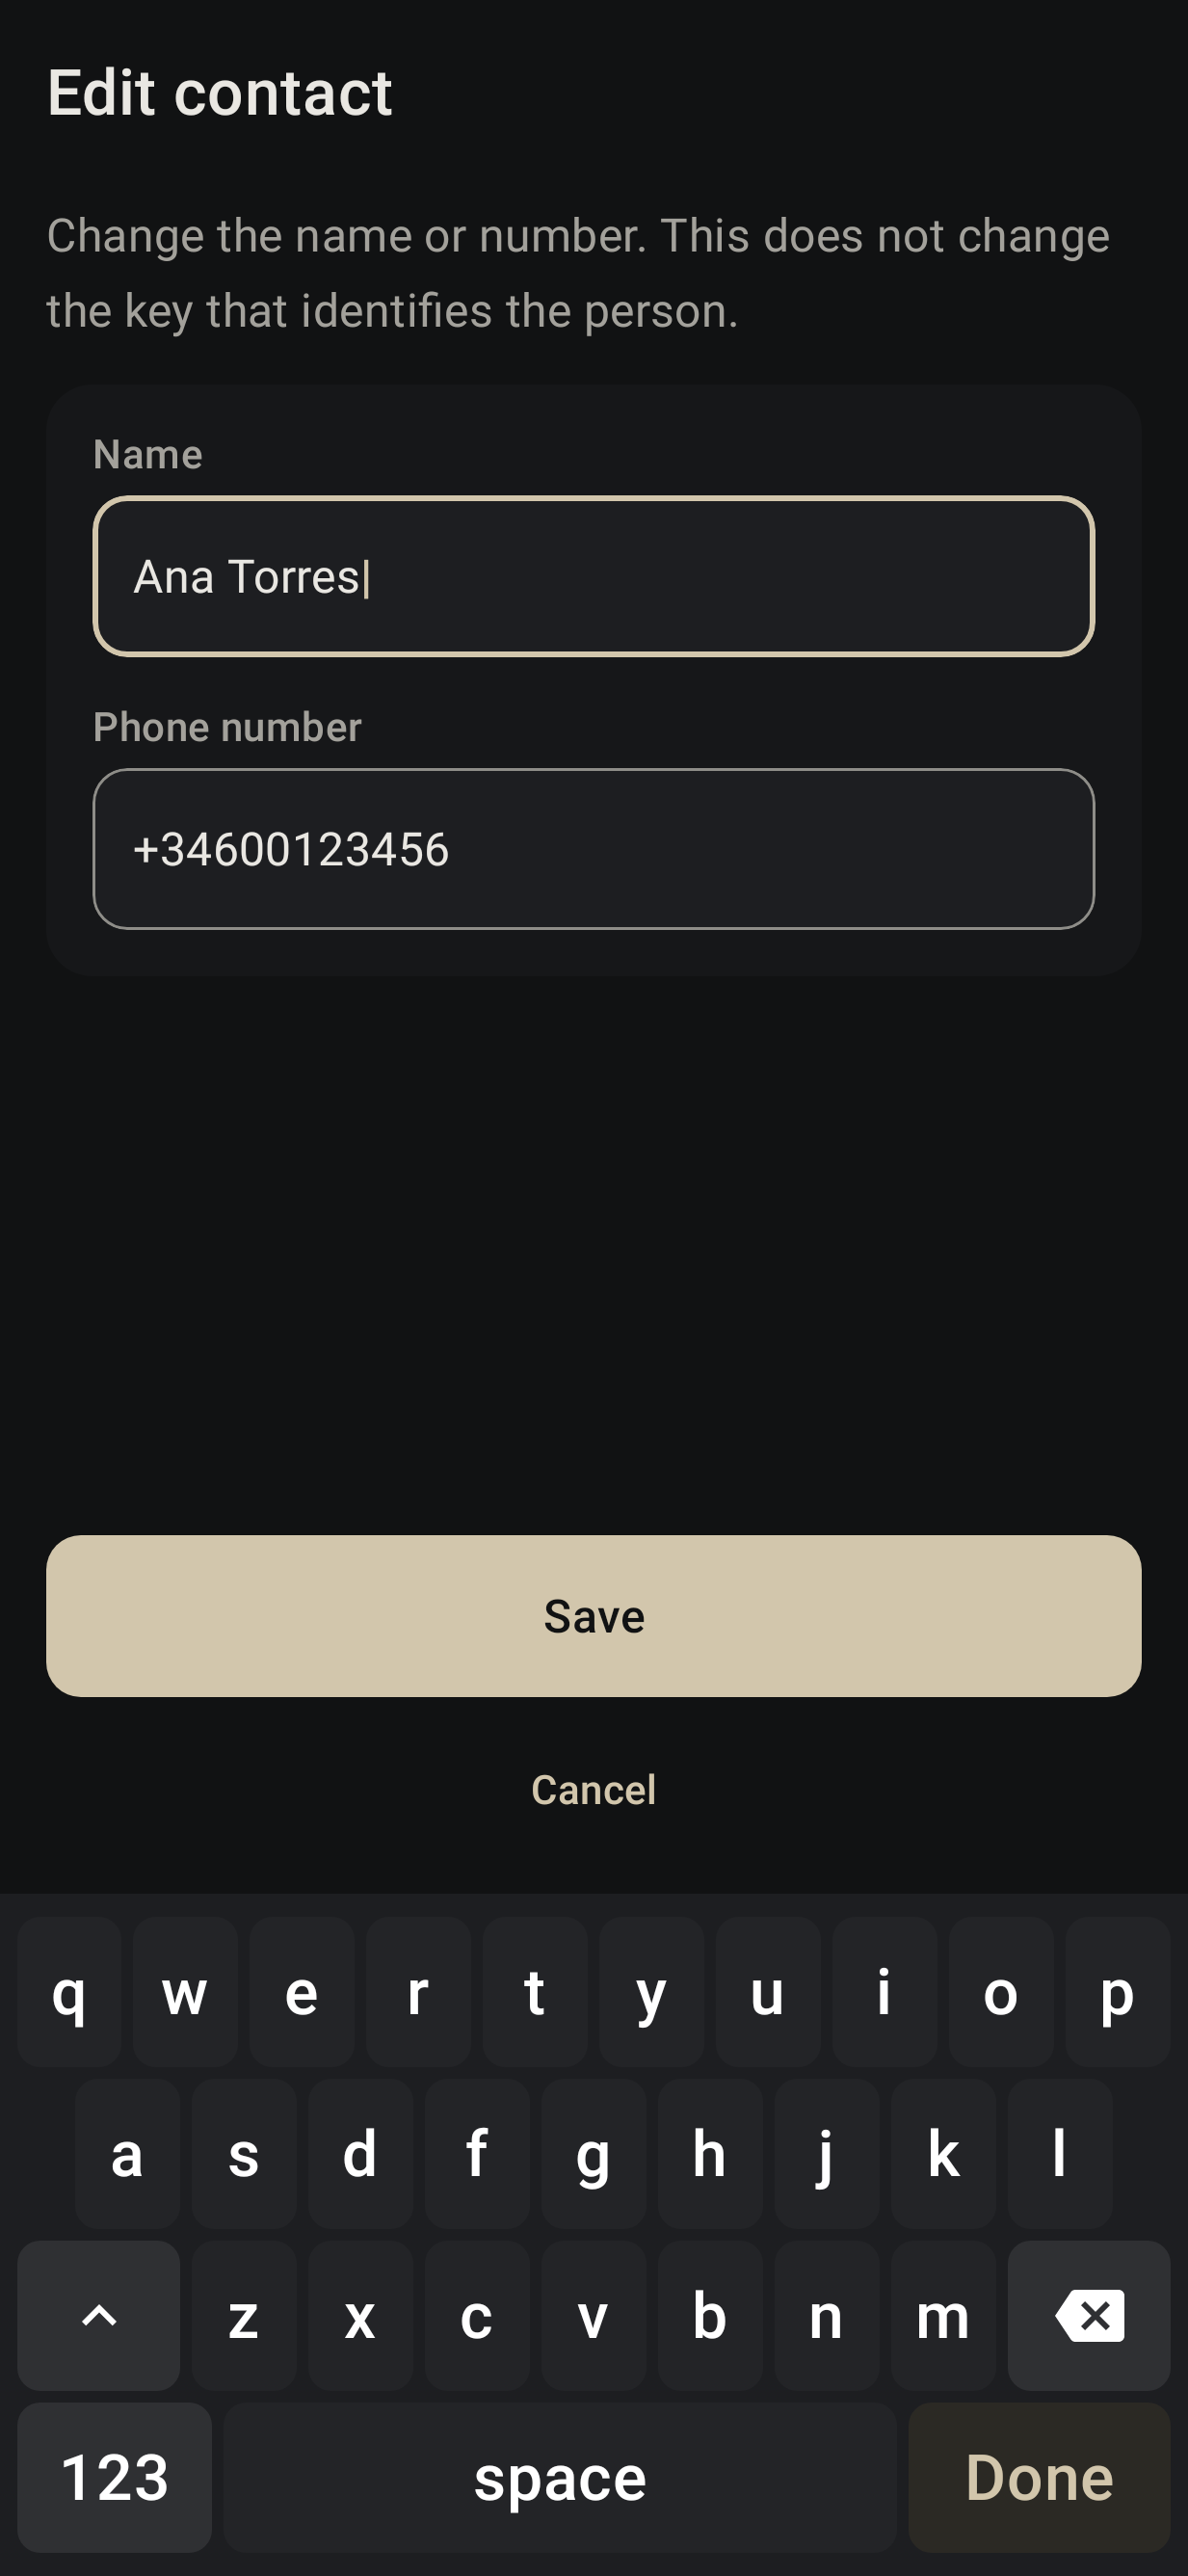 Edit contact
Change the name or number. This does not change
the key that identifies the person.
Name
Ana Torres
Phone number
+34600123456
Save
Cancel
q w e r t y u i o p
a s d f g h j k l
z x c v b n m
123 space Done